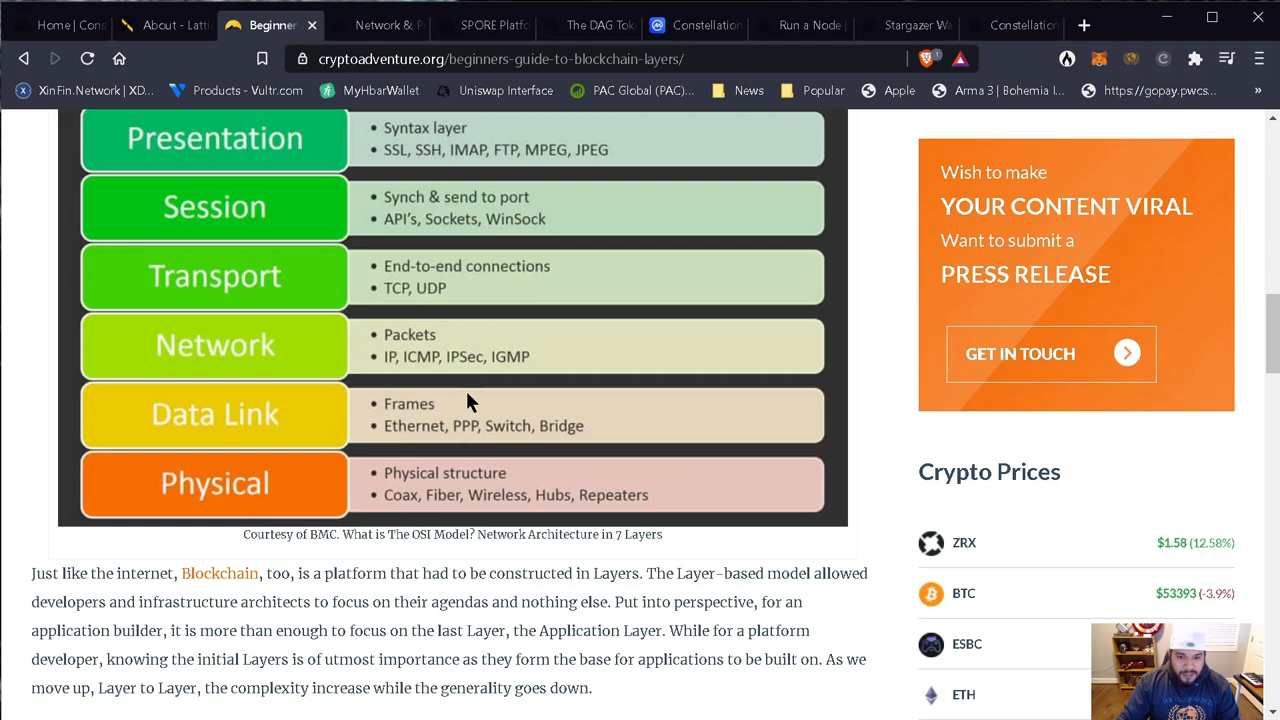 Home | Cons
About - Latti
Beginner
Network & P
SPORE Platfo
The DAG Tok
Constellation
Run a Node
Stargazer Wa
Constellation
cryptoadventure.org/beginners-guide-to-blockchain-layers/
1
XinFin.Network | XD...
Products - Vultr.com
MyHbarWallet
Uniswap Interface
PAC Global (PAC)...
News
Popular
Apple
Arma 3 | Bohemia I...
https://gopay.pwcs...
»
Presentation
• Syntax layer
• SSL, SSH, IMAP, FTP, MPEG, JPEG
Session
• Synch & send to port
• API's, Sockets, WinSock
Transport
• End-to-end connections
• TCP, UDP
Network
• Packets
• IP, ICMP, IPSec, IGMP
Data Link
• Frames
• Ethernet, PPP, Switch, Bridge
Physical
• Physical structure
• Coax, Fiber, Wireless, Hubs, Repeaters
Courtesy of BMC. What is The OSI Model? Network Architecture in 7 Layers
Just like the internet, Blockchain, too, is a platform that had to be constructed in Layers. The Layer-based model allowed
developers and infrastructure architects to focus on their agendas and nothing else. Put into perspective, for an
application builder, it is more than enough to focus on the last Layer, the Application Layer. While for a platform
developer, knowing the initial Layers is of utmost importance as they form the base for applications to be built on. As we
move up, Layer to Layer, the complexity increase while the generality goes down.
Wish to make
YOUR CONTENT VIRAL
Want to submit a
PRESS RELEASE
GET IN TOUCH
Crypto Prices
ZRX $1.58 (12.58%)
BTC $53393 (-3.9%)
ESBC
ETH